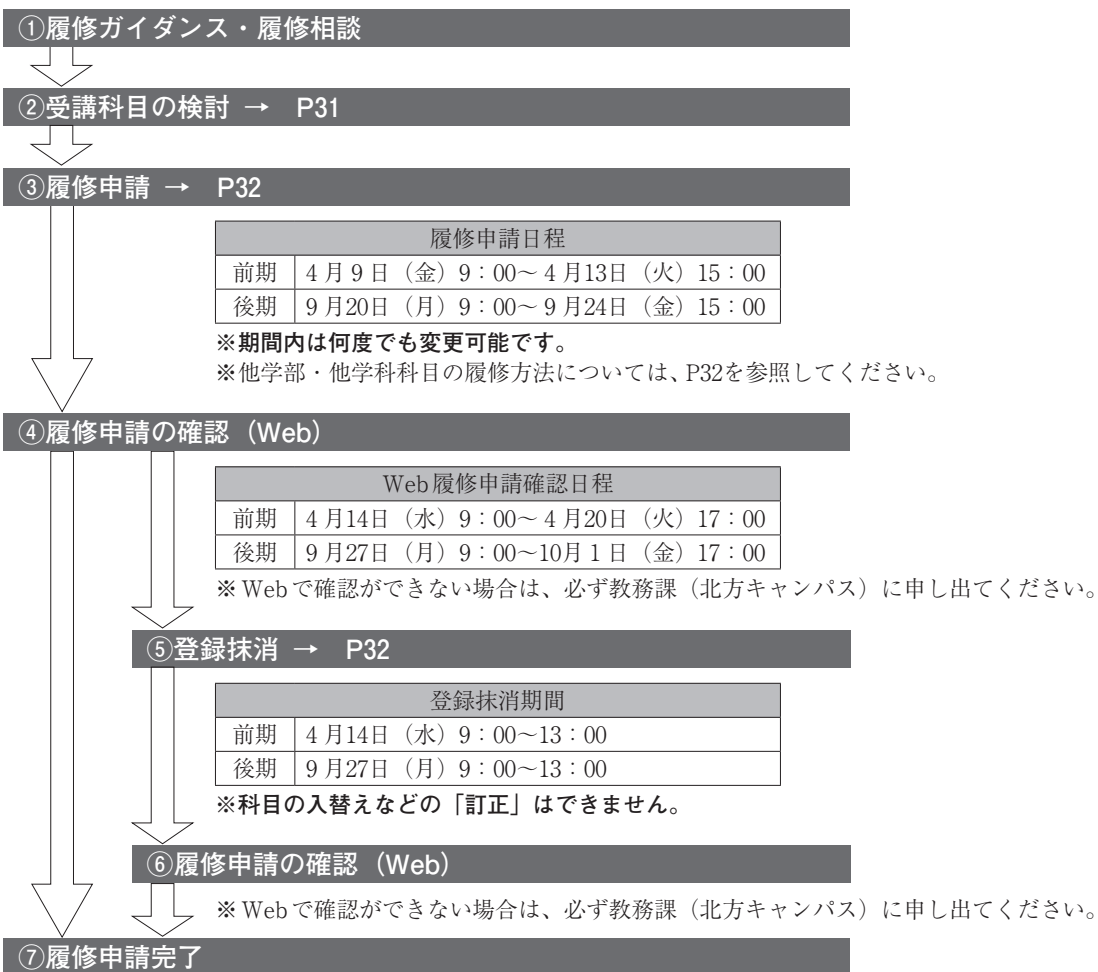 ①履修ガイダンス・履修相談
②受講科目の検討 → P31
③履修申請 → P32
履修申請日程
前期 4月9日（金）9：00～4月13日（火）15：00
後期 9月20日（月）9：00～9月24日（金）15：00
※期間内は何度でも変更可能です。
※他学部・他学科科目の履修方法については、P32を参照してください。
④履修申請の確認（Web）
Web履修申請確認日程
前期 4月14日（水）9：00～4月20日（火）17：00
後期 9月27日（月）9：00～10月1日（金）17：00
※Webで確認ができない場合は、必ず教務課（北方キャンパス）に申し出てください。
⑤登録抹消 → P32
登録抹消期間
前期 4月14日（水）9：00～13：00
後期 9月27日（月）9：00～13：00
※科目の入替えなどの「訂正」はできません。
⑥履修申請の確認（Web）
※Webで確認ができない場合は、必ず教務課（北方キャンパス）に申し出てください。
⑦履修申請完了